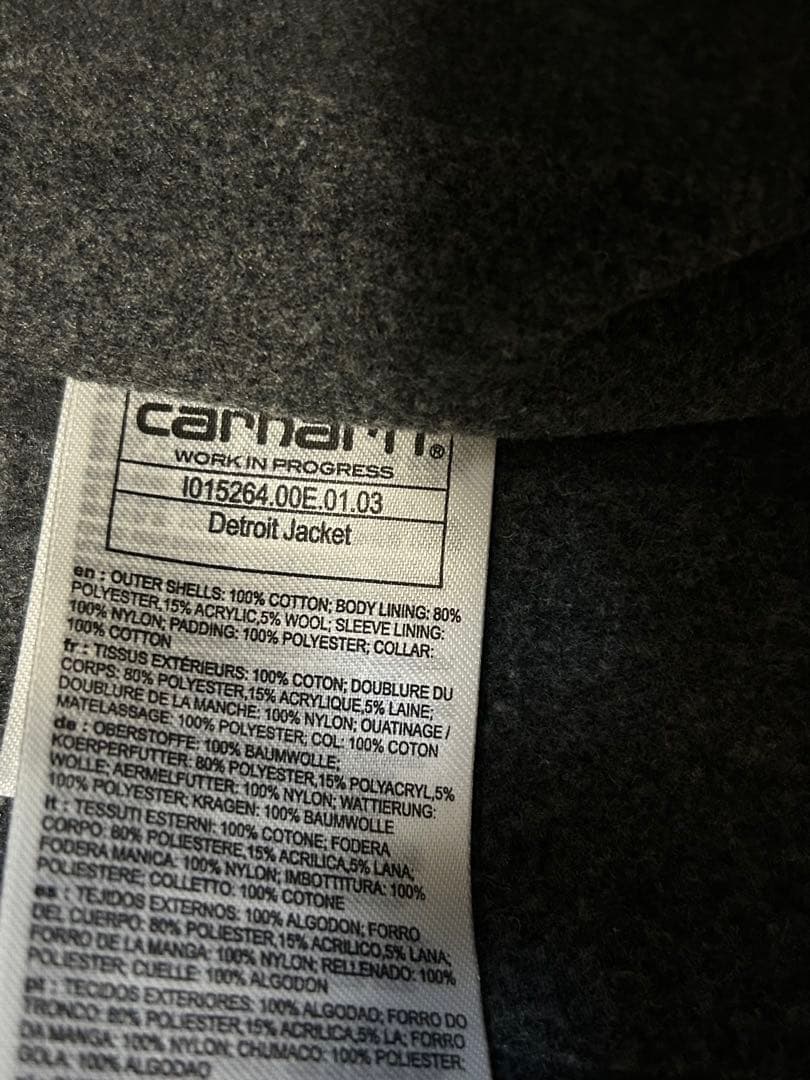 carhartt®
WORK IN PROGRESS
I015264.00E.01.03
Detroit Jacket
en : OUTER SHELLS: 100% COTTON; BODY LINING: 80%
POLYESTER,15% ACRYLIC,5% WOOL; SLEEVE LINING:
100% NYLON; PADDING: 100% POLYESTER; COLLAR:
100% COTTON
fr : TISSUS EXTÉRIEURS: 100% COTON; DOUBLURE DU
CORPS: 80% POLYESTER,15% ACRYLIQUE,5% LAINE;
DOUBLURE DE LA MANCHE: 100% NYLON; OUATINAGE /
MATELASSAGE: 100% POLYESTER; COL: 100% COTON
de : OBERSTOFFE: 100% BAUMWOLLE;
KOERPERFUTTER: 80% POLYESTER,15% POLYACRYL,5%
WOLLE; AERMELFUTTER: 100% NYLON; WATTIERUNG:
100% POLYESTER; KRAGEN: 100% BAUMWOLLE
it : TESSUTI ESTERNI: 100% COTONE; FODERA
CORPO: 80% POLIESTERE,15% ACRILICA,5% LANA;
FODERA MANICA: 100% NYLON; IMBOTTITURA: 100%
POLIESTERE; COLLETTO: 100% COTONE
es : TEJIDOS EXTERNOS: 100% ALGODON; FORRO
DEL CUERPO: 80% POLIESTER,15% ACRILICO,5% LANA;
FORRO DE LA MANGA: 100% NYLON; RELLENADO: 100%
POLIESTER; CUELLE: 100% ALGODON
pt : TECIDOS EXTERIORES: 100% ALGODAO; FORRO DO
TRONCO: 80% POLIESTER,15% ACRILICA,5% LA; FORRO
DA MANGA: 100% NYLON; CHUMACO: 100% POLIESTER;
GOLA: 100% ALGODAO